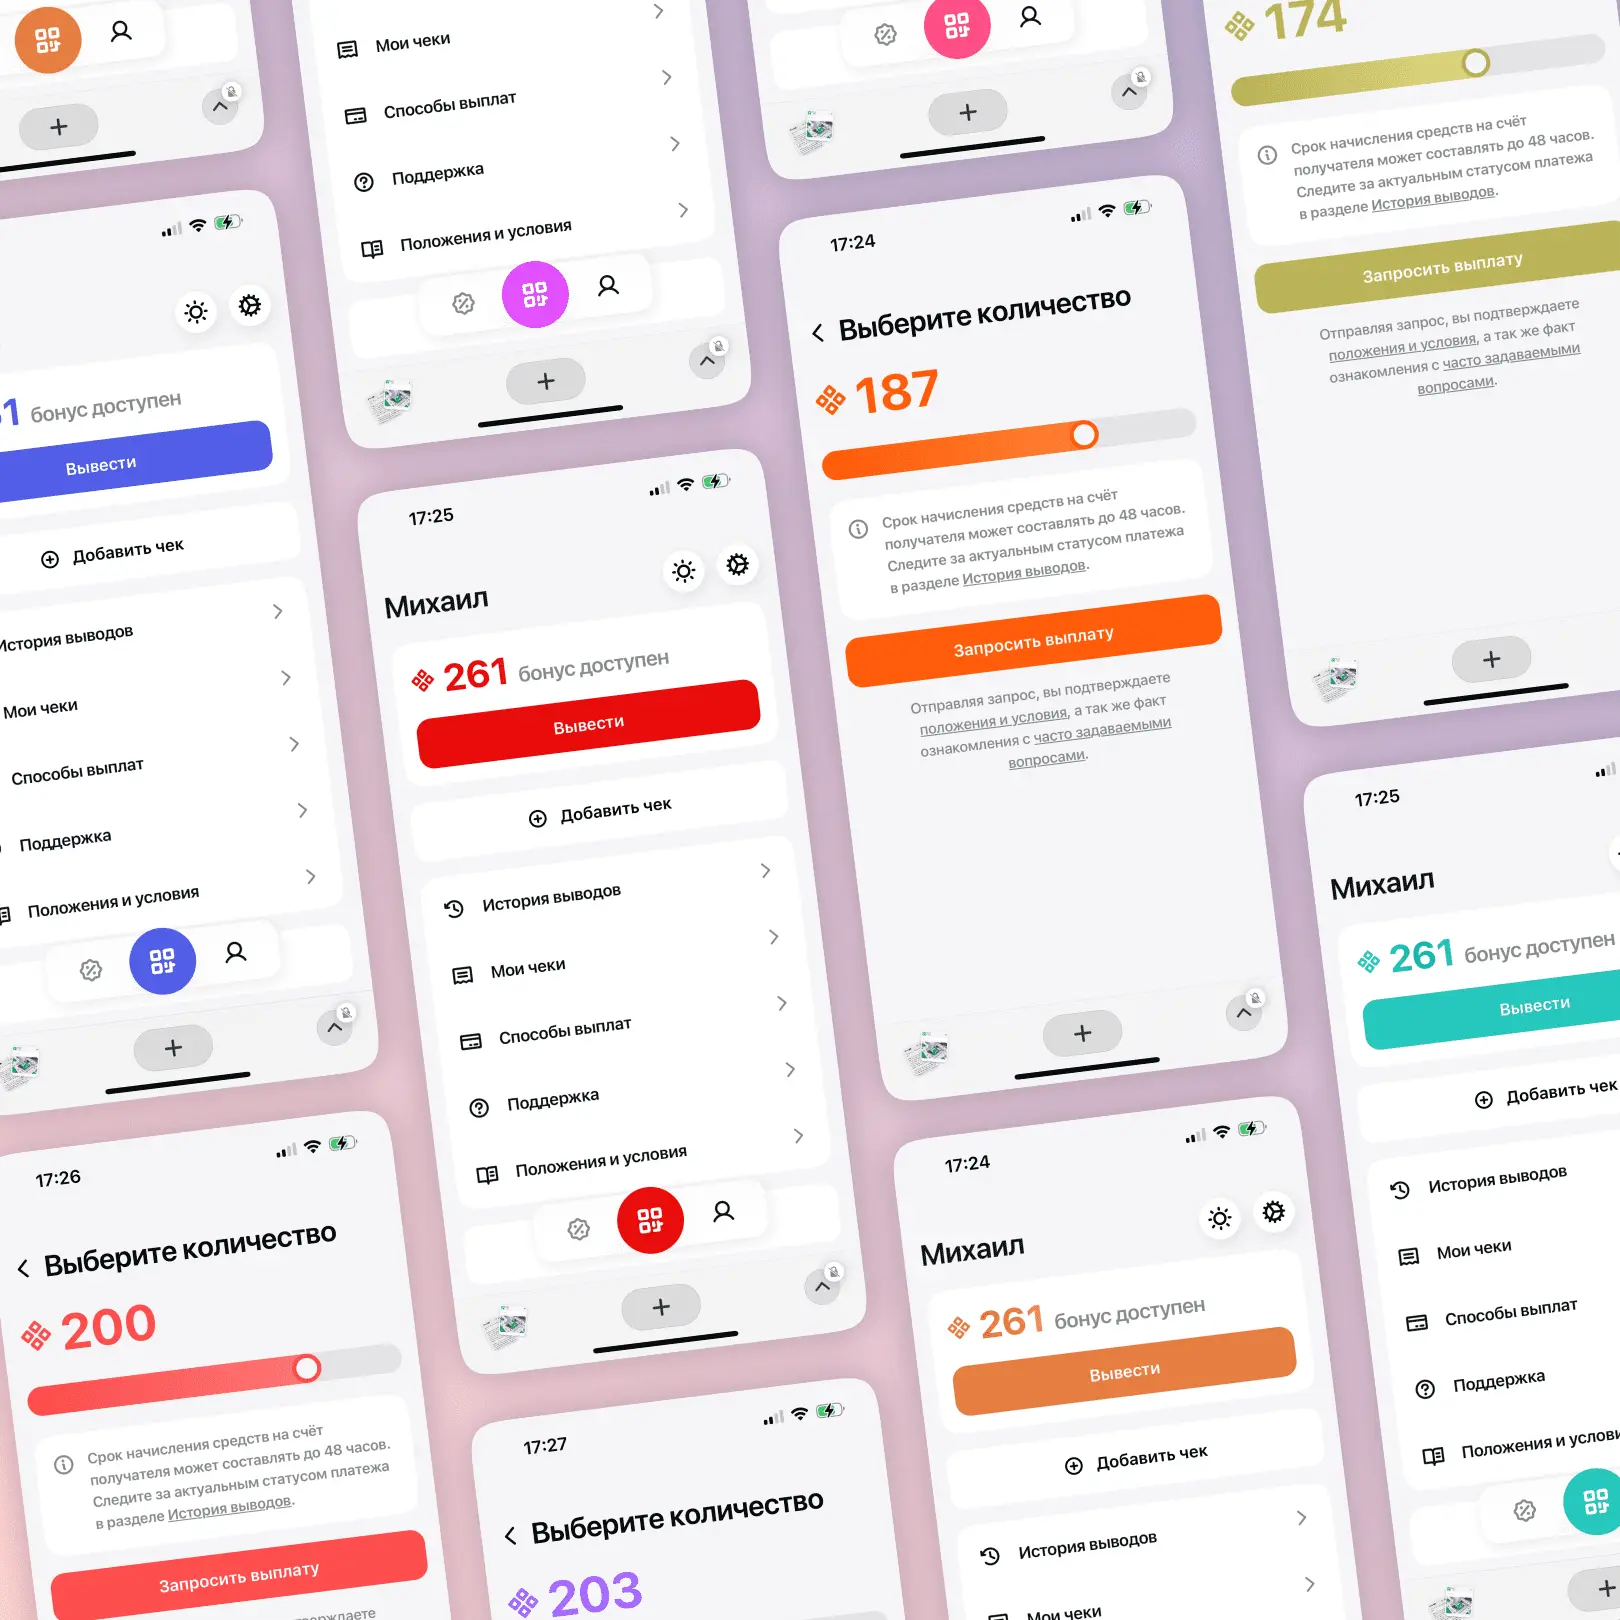 Мои чеки
Способы выплат
Поддержка
Положения и условия
174
Срок начисления средств на счёт
получателя может составлять до 48 часов.
Следите за актуальным статусом платежа
в разделе История выводов.
Запросить выплату
Отправляя запрос, вы подтверждаете
положения и условия, а так же факт
ознакомления с часто задаваемыми
вопросами.
1 бонус доступен
Вывести
Добавить чек
История выводов
Мои чеки
Способы выплат
Поддержка
Положения и условия
17:25
Михаил
261 бонус доступен
Вывести
Добавить чек
История выводов
Мои чеки
Способы выплат
Поддержка
Положения и условия
17:24
Выберите количество
187
Срок начисления средств на счёт
получателя может составлять до 48 часов.
Следите за актуальным статусом платежа
в разделе История выводов.
Запросить выплату
Отправляя запрос, вы подтверждаете
положения и условия, а так же факт
ознакомления с часто задаваемыми
вопросами.
17:25
Михаил
261 бонус доступен
Вывести
Добавить чек
История выводов
Мои чеки
Способы выплат
Поддержка
Положения и услови
17:26
Выберите количество
200
Срок начисления средств на счёт
получателя может составлять до 48 часов.
Следите за актуальным статусом платежа
в разделе История выводов.
Запросить выплату
17:27
Выберите количество
203
17:24
Михаил
261 бонус доступен
Вывести
Добавить чек
История выводов
Мои чеки